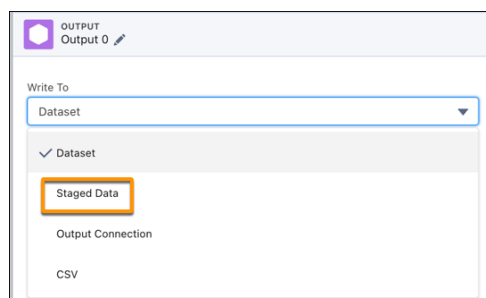 OUTPUT
Output 0
Write To
Dataset
Dataset
Staged Data
Output Connection
CSV